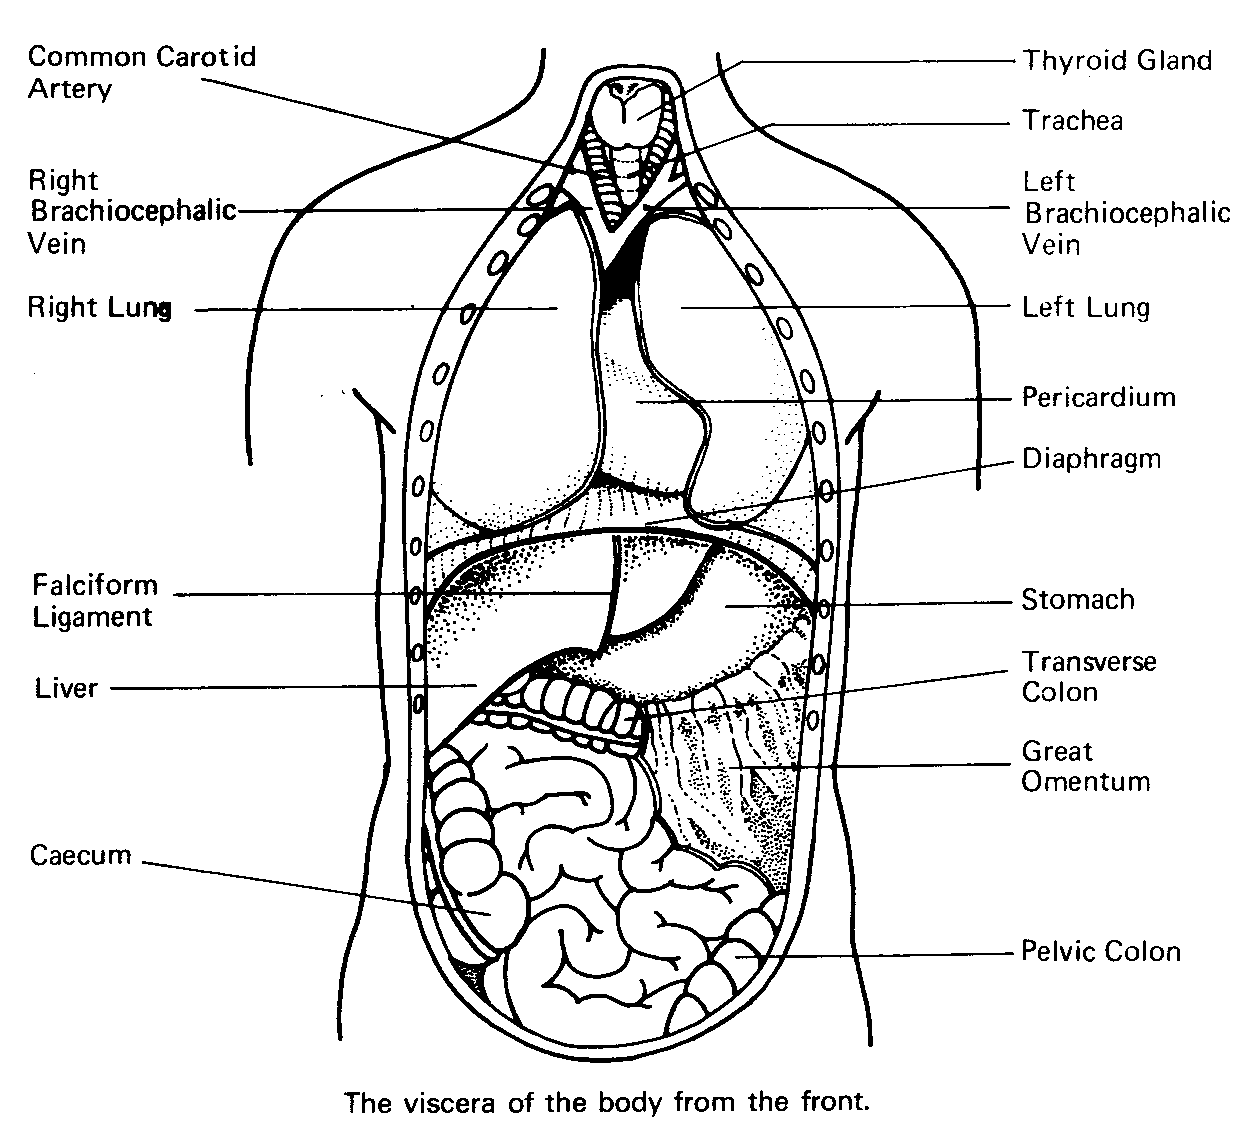 Common Carotid
Artery
Right
Brachiocephalic
Vein
Right Lung
Falciform
Ligament
Liver
Caecum
Thyroid Gland
Trachea
Left
Brachiocephalic
Vein
Left Lung
Pericardium
Diaphragm
Stomach
Transverse
Colon
Great
Omentum
Pelvic Colon
The viscera of the body from the front.